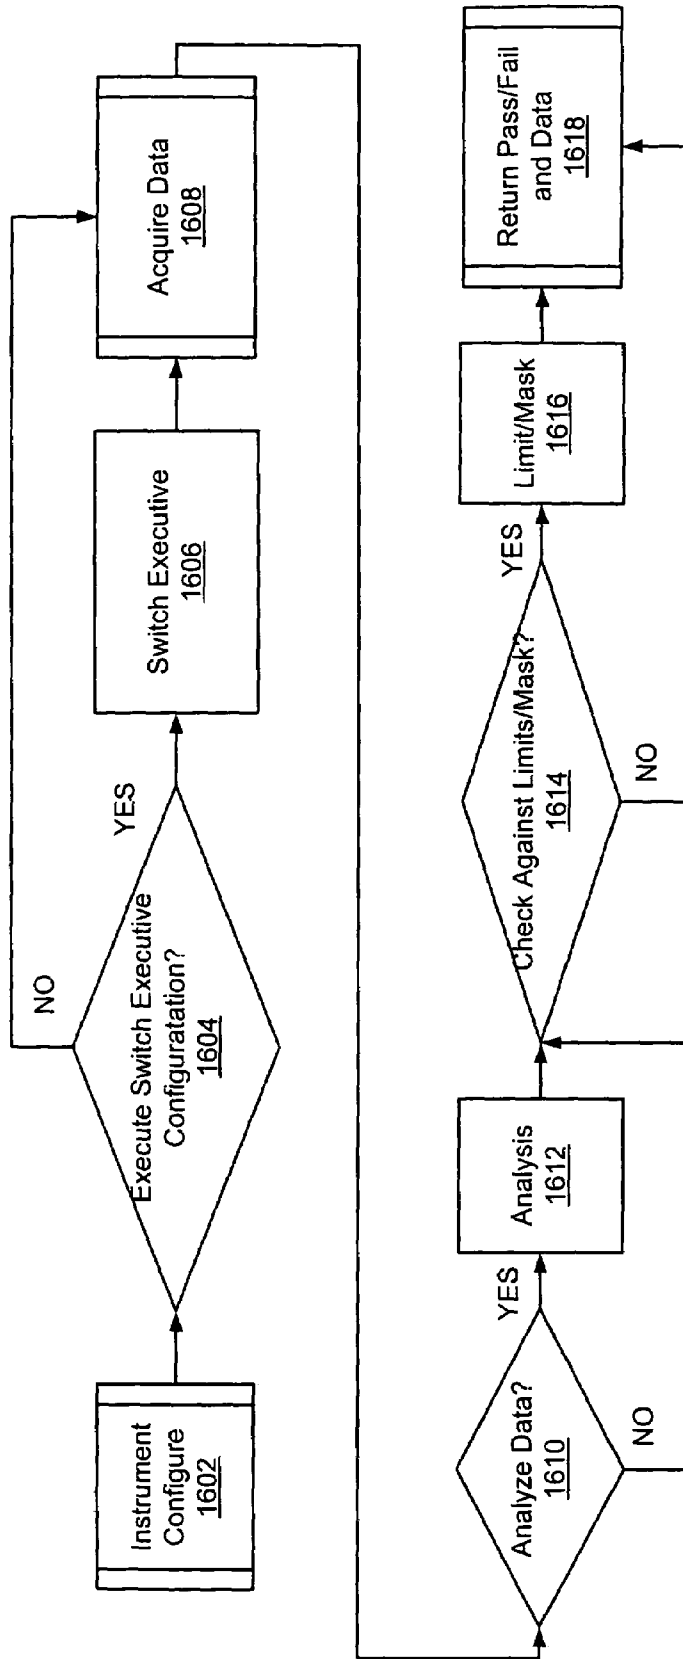 Instrument
Configure
1602
Execute Switch Executive
Configuratation?
1604
NO
YES
Switch Executive
1606
Acquire Data
1608
Analyze Data?
1610
YES
NO
Analysis
1612
Check Against Limits/Mask?
1614
YES
NO
Limit/Mask
1616
Return Pass/Fail
and Data
1618